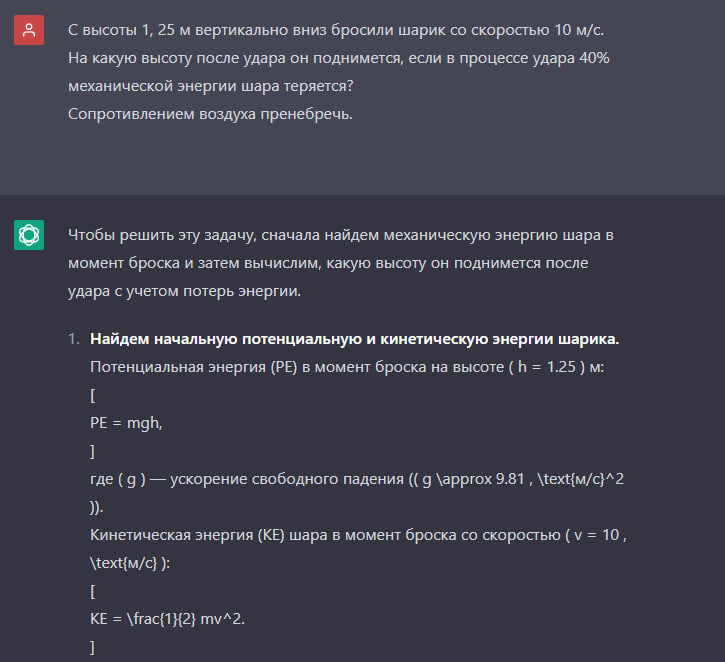 С высоты 1, 25 м вертикально вниз бросили шарик со скоростью 10 м/с.
На какую высоту после удара он поднимется, если в процессе удара 40%
механической энергии шара теряется?
Сопротивлением воздуха пренебречь.
Чтобы решить эту задачу, сначала найдем механическую энергию шара в
момент броска и затем вычислим, какую высоту он поднимется после
удара с учетом потерь энергии.
1. Найдем начальную потенциальную и кинетическую энергии шарика.
Потенциальная энергия (PE) в момент броска на высоте ( h = 1.25 ) м:
[
PE = mgh,
]
где ( g ) — ускорение свободного падения (( g \approx 9.81 , \text{м/с}^2
)).
Кинетическая энергия (KE) шара в момент броска со скоростью ( v = 10 ,
\text{м/с} ):
[
KE = \frac{1}{2} mv^2.
]